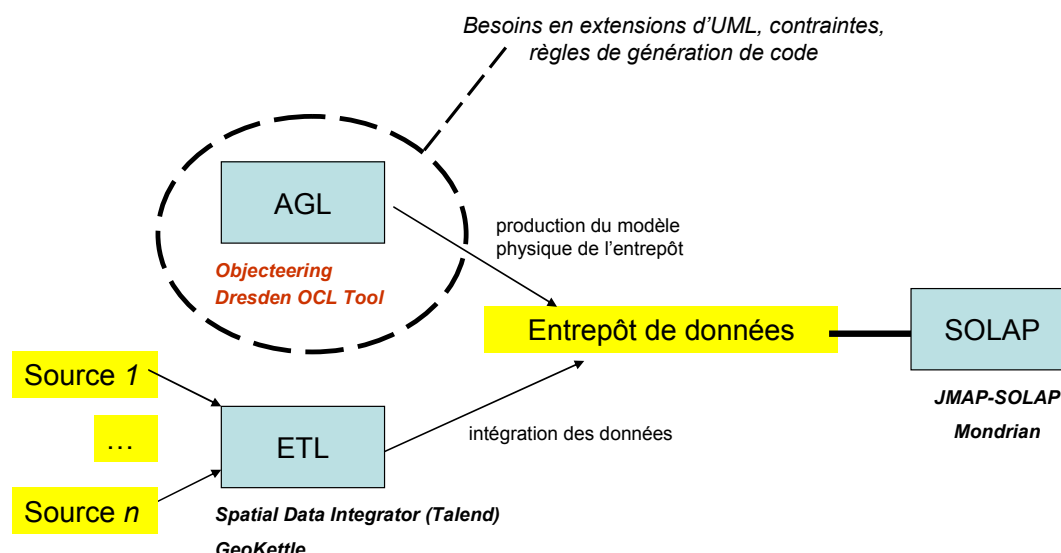 Besoins en extensions d'UML, contraintes,
règles de génération de code
AGL
production du modèle
physique de l'entrepôt
Objecteering
Dresden OCL Tool
Entrepôt de données
SOLAP
Source 1
JMAP-SOLAP
Mondrian
…
ETL
intégration des données
Source n
Spatial Data Integrator (Talend)
GeoKettle